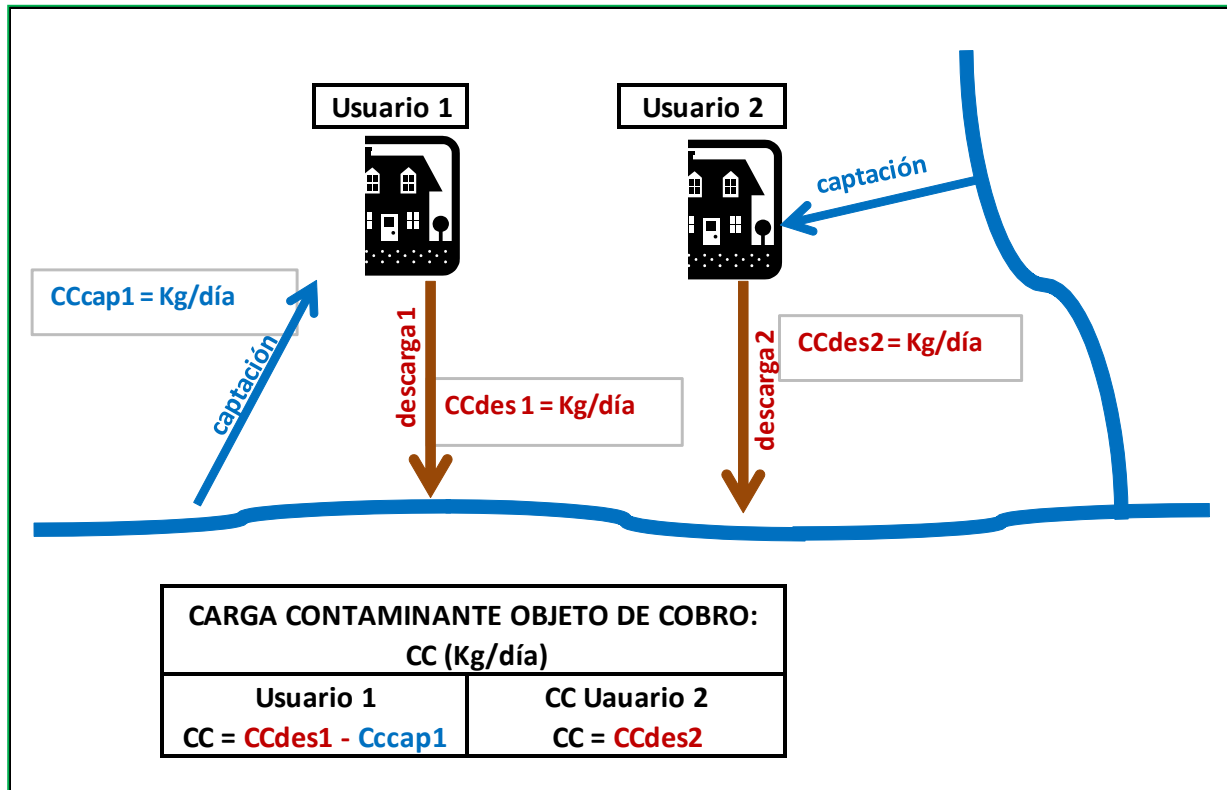 Usuario 1
Usuario 2
captación
CCcap1 = Kg/día
captación
descarga 1
CCdes 1 = Kg/día
descarga 2
CCdes2 = Kg/día
CARGA CONTAMINANTE OBJETO DE COBRO:
CC (Kg/día)
Usuario 1
CC = CCdes1 - Cccap1
CC Uauario 2
CC = CCdes2